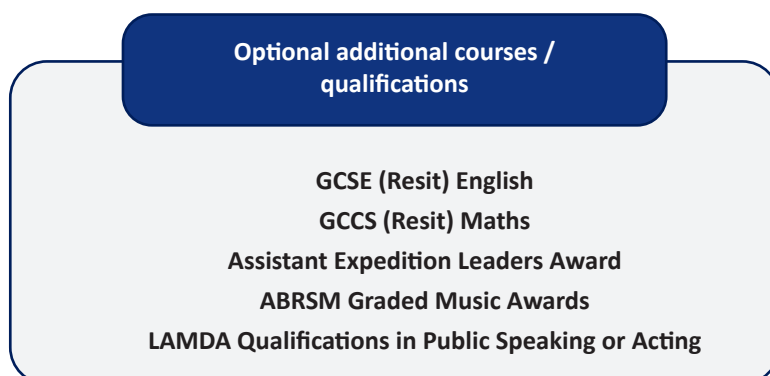 Optional additional courses /
qualifications
GCSE (Resit) English
GCCS (Resit) Maths
Assistant Expedition Leaders Award
ABRSM Graded Music Awards
LAMDA Qualifications in Public Speaking or Acting